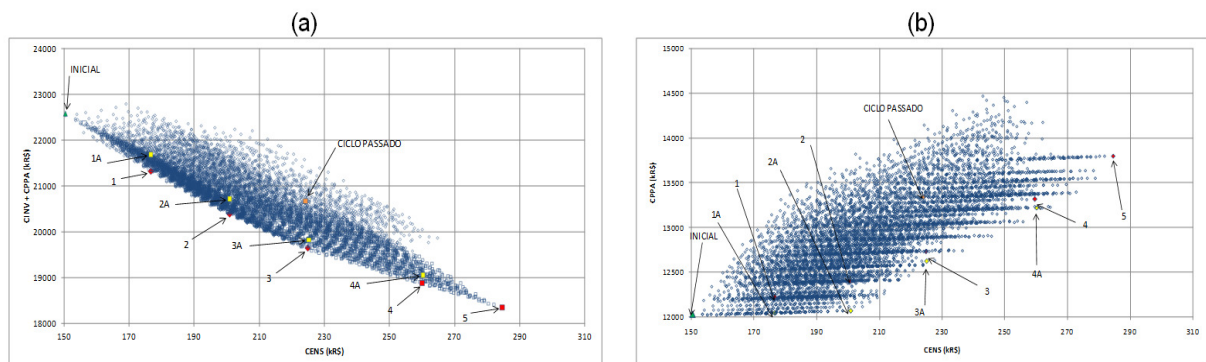 (a)
24000
INICIAL
23000
22000
CINV + CPPA (kR$)
1A
CICLO PASSADO
1
21000
2A
20000
2
3A
3
19000
4A
4
5
18000
150 170 190 210 230 250 270 290 310
CENS (kR$)
(b)
15000
14500
CICLO PASSADO
14000
2
2A
13500
CPPA (kR$)
1
5
13000
1A
4
INICIAL
4A
12500
3
3A
12000
150 170 190 210 230 250 270 290 310
CENS (kR$)